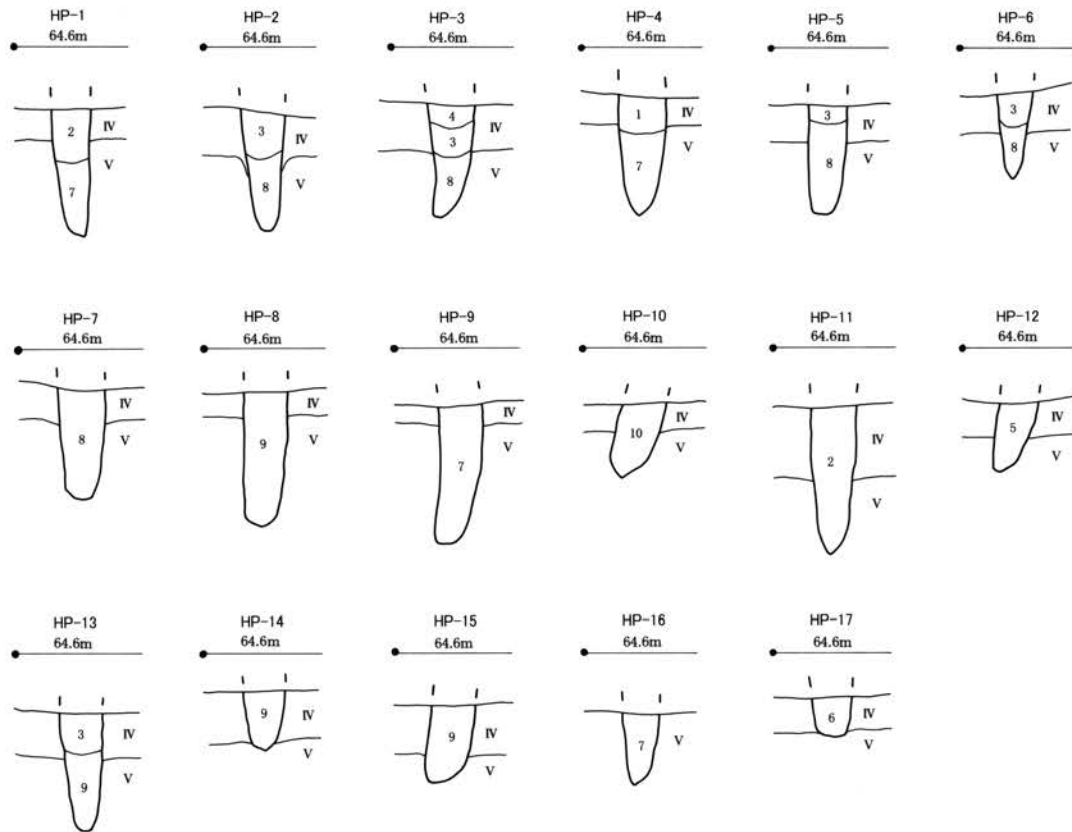 HP-1
64.6m
2
IV
V
7
HP-2
64.6m
3
IV
V
8
HP-3
64.6m
4
IV
3
V
8
HP-4
64.6m
1
IV
V
7
HP-5
64.6m
3
IV
V
8
HP-6
64.6m
3
IV
V
8
HP-7
64.6m
IV
V
8
HP-8
64.6m
IV
V
9
HP-9
64.6m
IV
V
7
HP-10
64.6m
IV
10
V
HP-11
64.6m
IV
2
V
HP-12
64.6m
IV
5
V
HP-13
64.6m
3
IV
V
9
HP-14
64.6m
9
IV
V
HP-15
64.6m
IV
9
V
HP-16
64.6m
V
7
HP-17
64.6m
6
IV
V